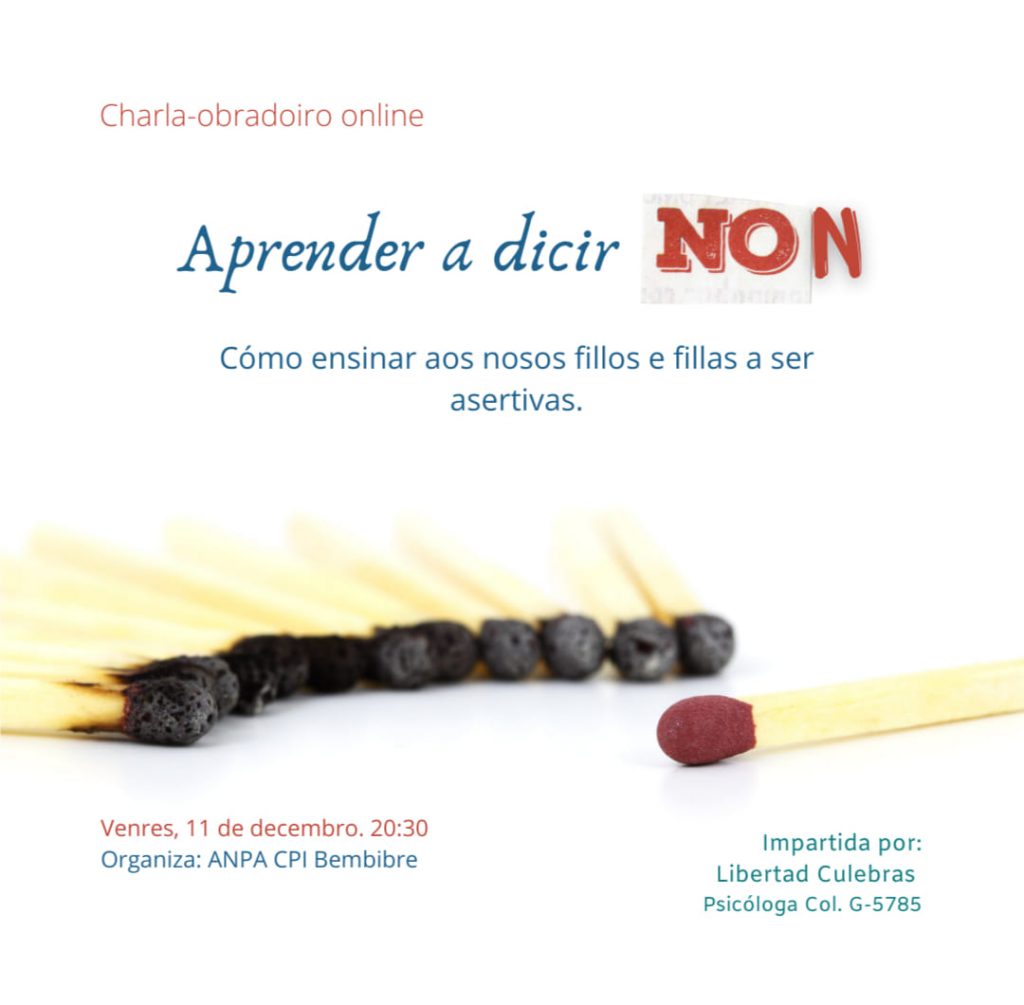 Charla-obradoiro online
Aprender a dicir NON
Cómo ensinar aos nosos fillos e fillas a ser
asertivas.
Venres, 11 de decembro. 20:30
Organiza: ANPA CPI Bembibre
Impartida por:
Libertad Culebras
Psicóloga Col. G-5785